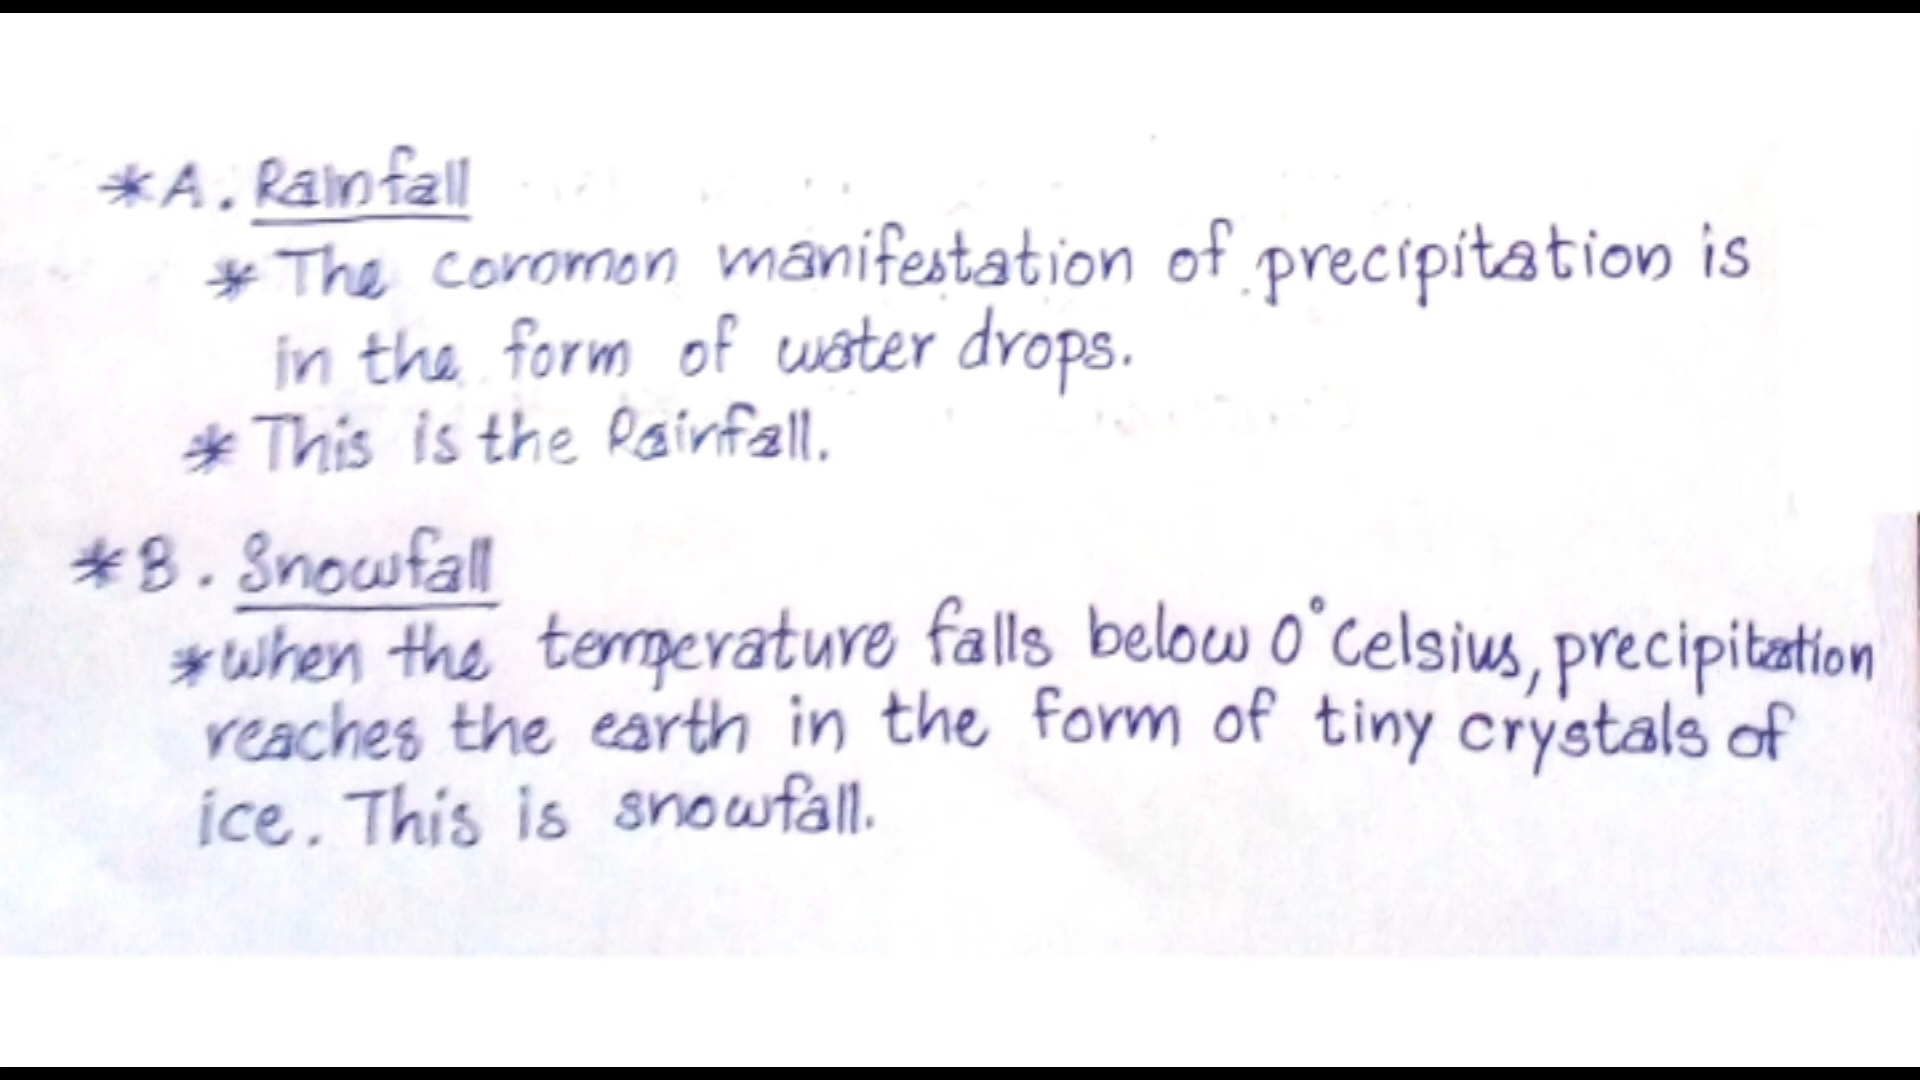 *A. Rainfall
* The common manifestation of precipitation is
in the form of water drops.
* This is the Rainfall.
*B. Snowfall
*When the temperature falls below 0°Celsius, precipitation
reaches the earth in the form of tiny crystals of
ice. This is snowfall.